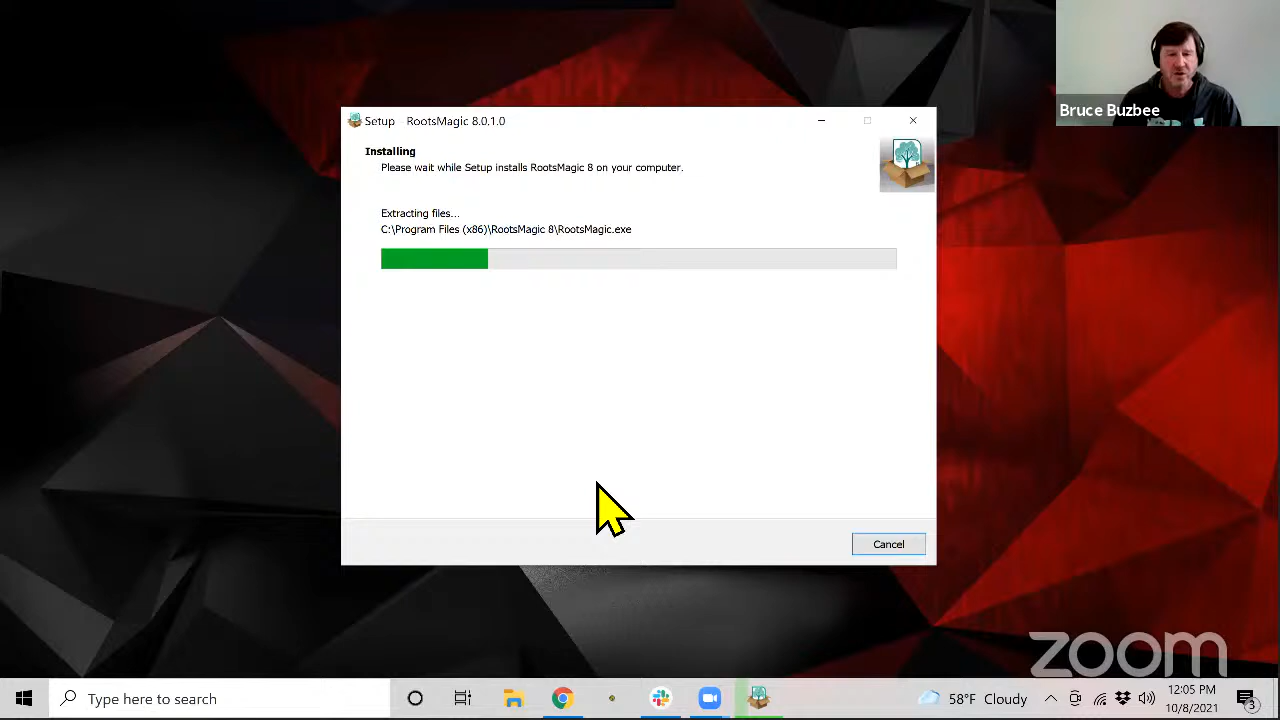 Bruce Buzbee
Setup - RootsMagic 8.0.1.0
Installing
Please wait while Setup installs RootsMagic 8 on your computer.
Extracting files...
C:\Program Files (x86)\RootsMagic 8\RootsMagic.exe
Cancel
zoom
Type here to search
58°F Cloudy
12:05 PM
10/8/2021
3